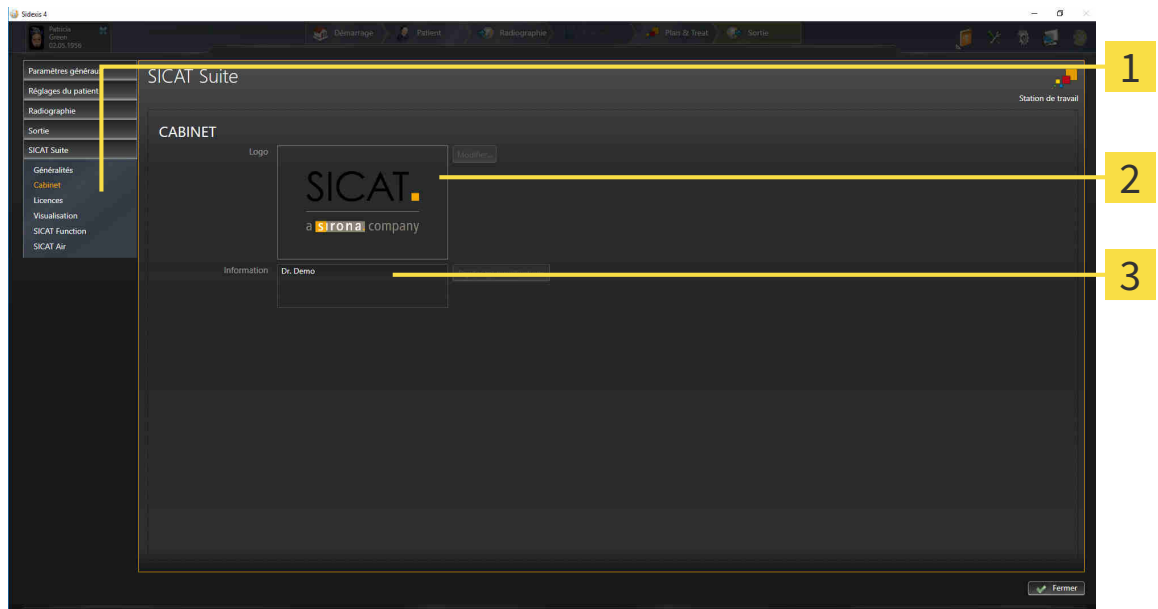 Sidexis 4
Patricia
Green
02.05.1956
Démarrage
Patient
Radiographie
Plan & Treat
Sortie
Paramètres générau
Réglages du patient
Radiographie
Sortie
SICAT Suite
Généralités
Cabinet
Licences
Visualisation
SICAT Function
SICAT Air
SICAT Suite
Station de travail
CABINET
Logo
SICAT.
a sirona. company
Modifier...
Information
Dr. Demo
Fermer
1
2
3